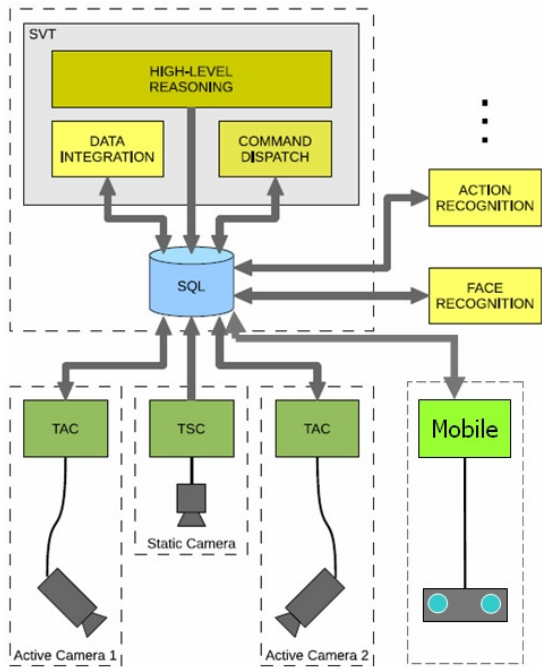 SVT
HIGH-LEVEL
REASONING
DATA
INTEGRATION
COMMAND
DISPATCH
ACTION
RECOGNITION
SQL
FACE
RECOGNITION
TAC
TSC
TAC
Mobile
Static Camera
Active Camera 1
Active Camera 2